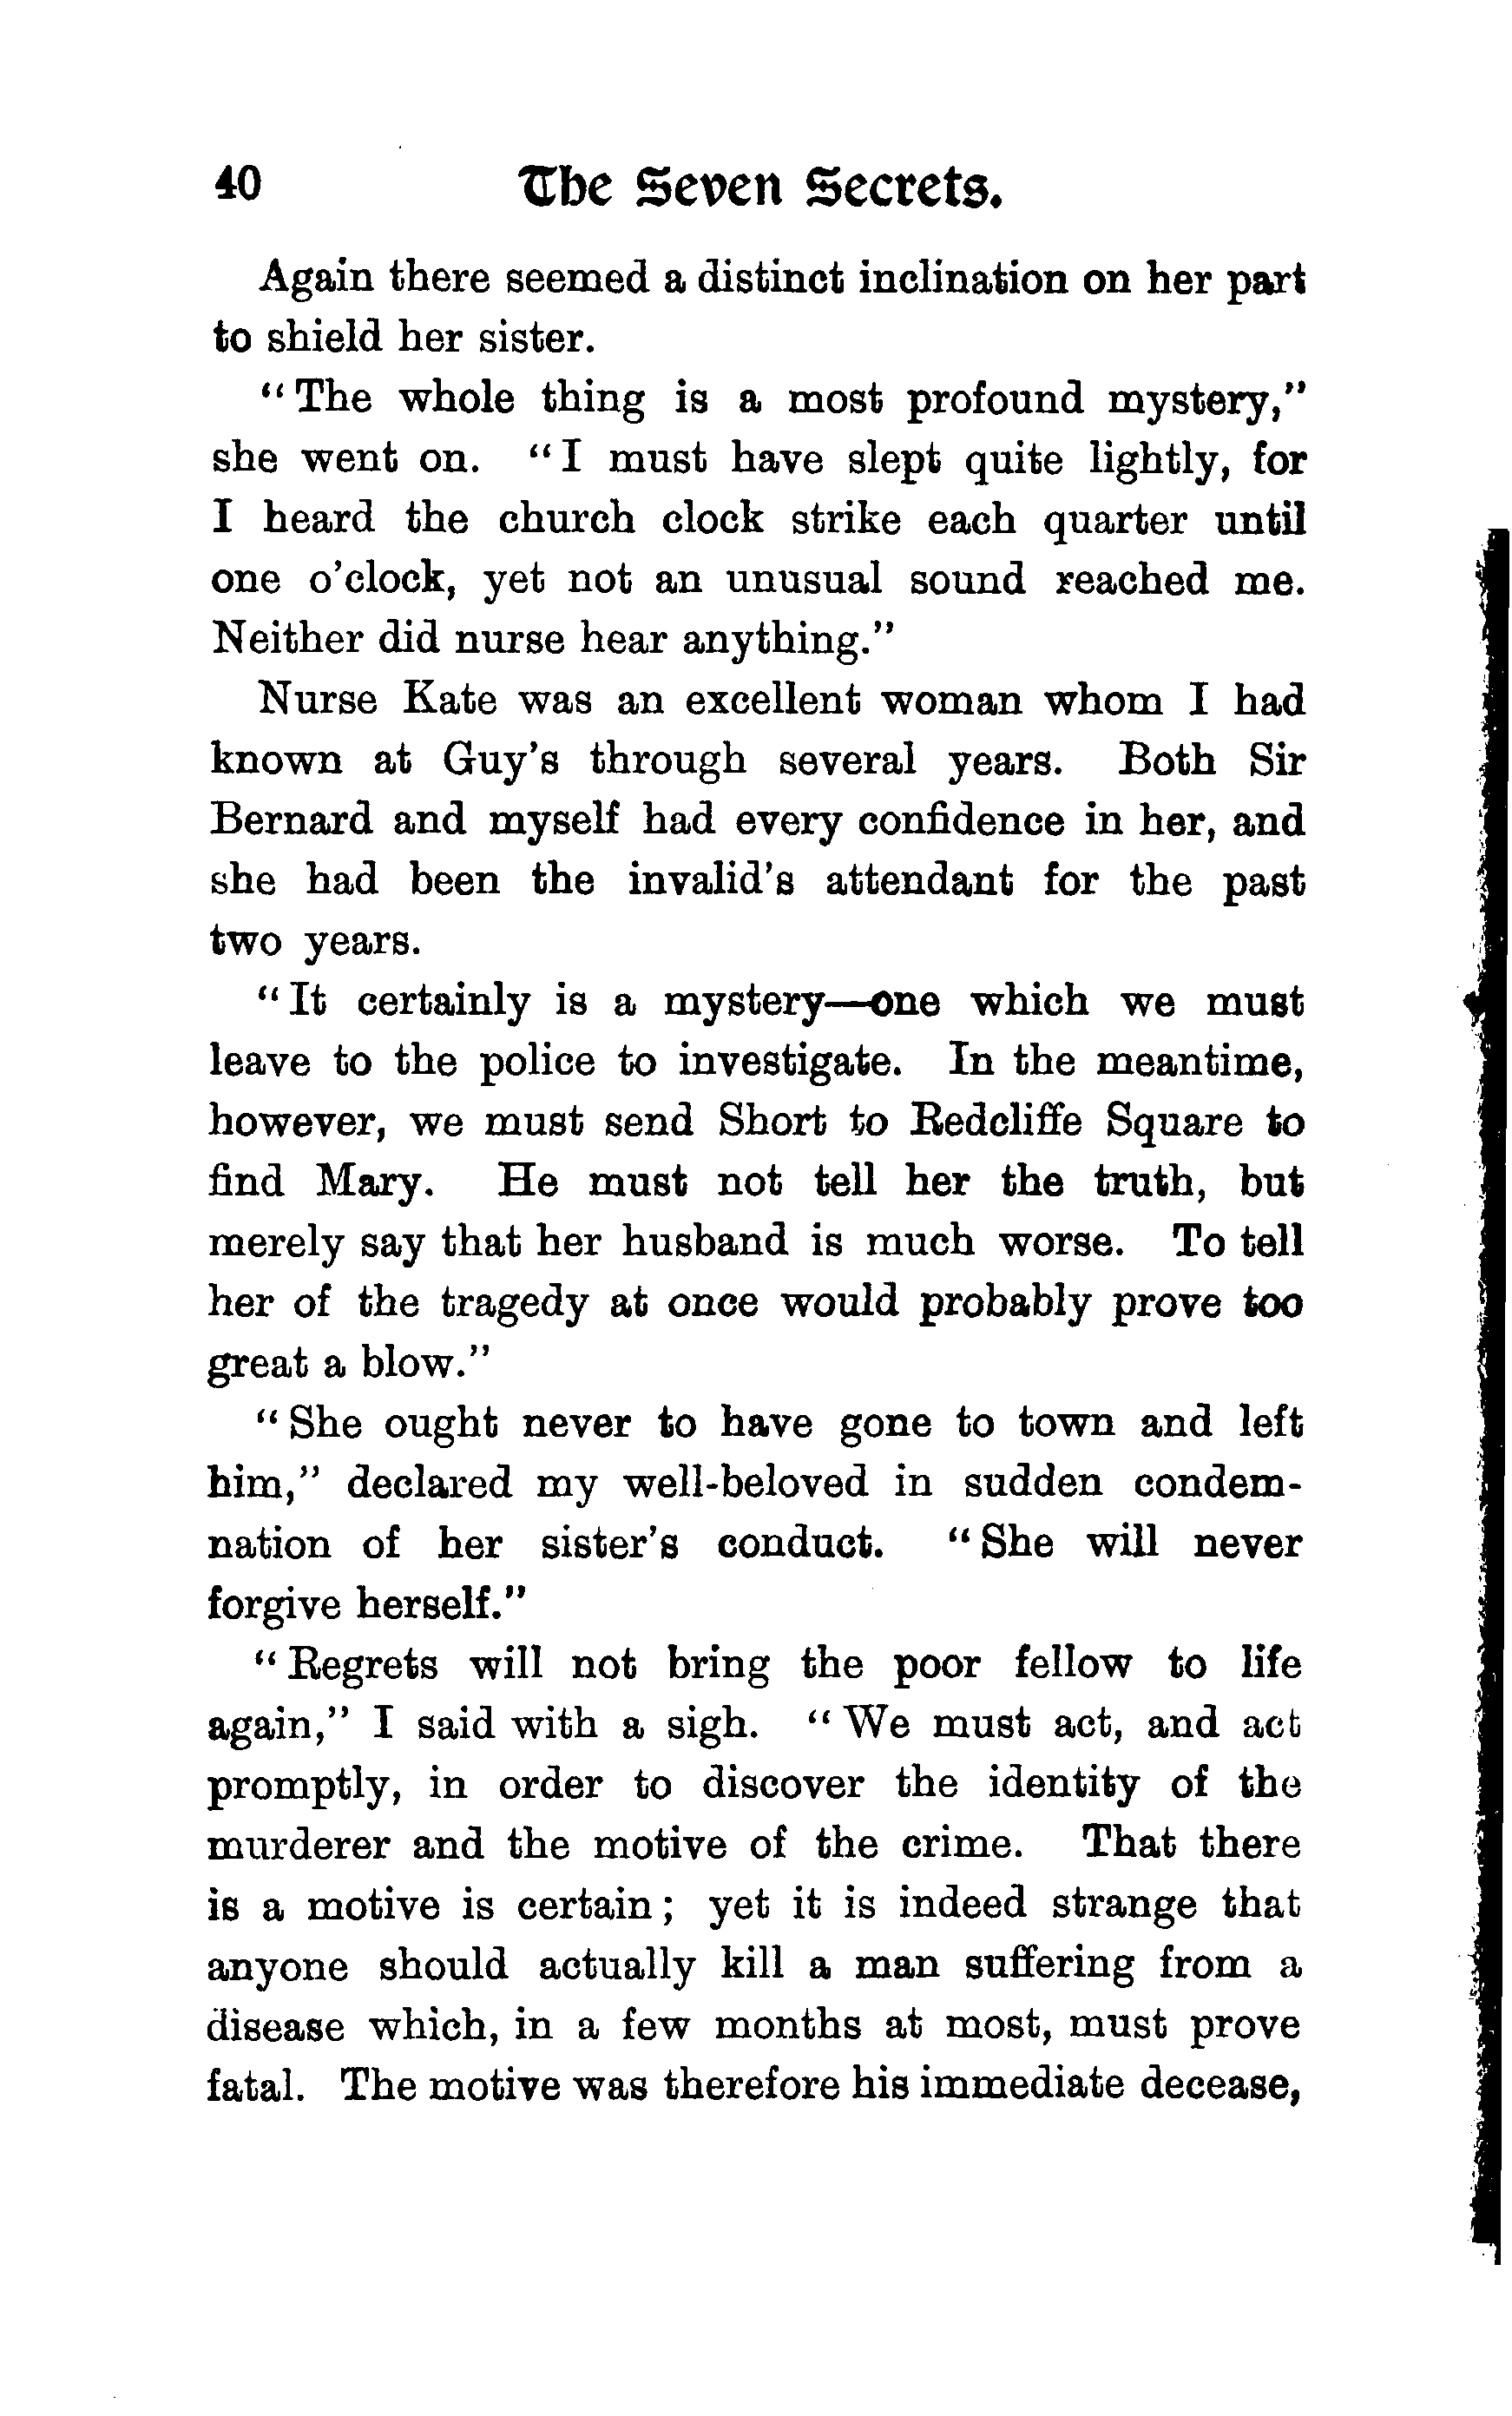 40 The Seven Secrets.
Again there seemed a distinct inclination on her part
to shield her sister.
"The whole thing is a most profound mystery,"
she went on. "I must have slept quite lightly, for
I heard the church clock strike each quarter until
one o'clock, yet not an unusual sound reached me.
Neither did nurse hear anything."
Nurse Kate was an excellent woman whom I had
known at Guy's through several years. Both Sir
Bernard and myself had every confidence in her, and
she had been the invalid's attendant for the past
two years.
"It certainly is a mystery—one which we must
leave to the police to investigate. In the meantime,
however, we must send Short to Redcliffe Square to
find Mary. He must not tell her the truth, but
merely say that her husband is much worse. To tell
her of the tragedy at once would probably prove too
great a blow."
"She ought never to have gone to town and left
him," declared my well-beloved in sudden condem-
nation of her sister's conduct. "She will never
forgive herself."
"Regrets will not bring the poor fellow to life
again," I said with a sigh. "We must act, and act
promptly, in order to discover the identity of the
murderer and the motive of the crime. That there
is a motive is certain; yet it is indeed strange that
anyone should actually kill a man suffering from a
disease which, in a few months at most, must prove
fatal. The motive was therefore his immediate decease,